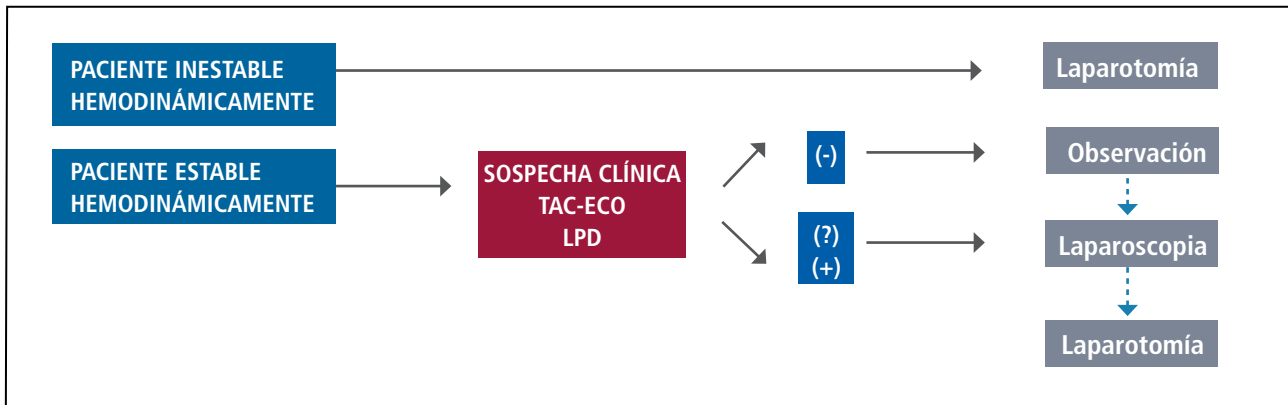 PACIENTE INESTABLE
HEMODINÁMICAMENTE
Laparotomía
PACIENTE ESTABLE
HEMODINÁMICAMENTE
SOSPECHA CLÍNICA
TAC-ECO
LPD
(-)
Observación
(?)
(+)
Laparoscopia
Laparotomía